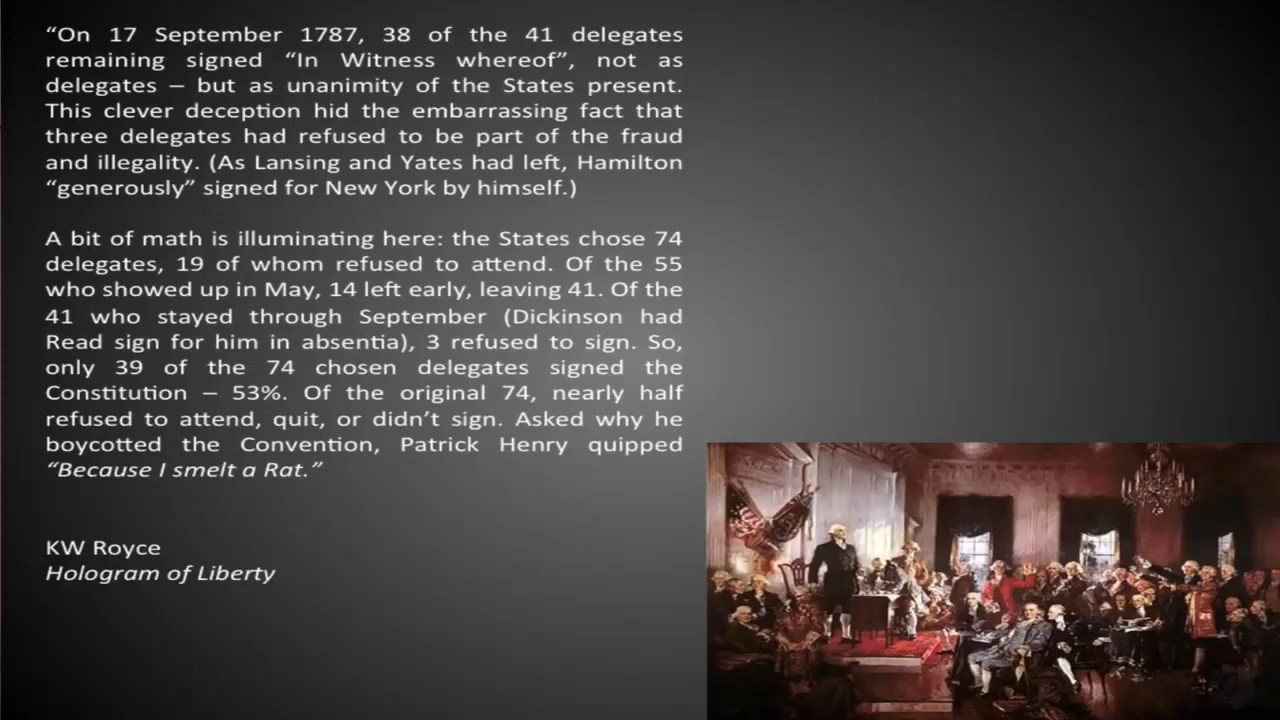 “On 17 September 1787, 38 of the 41 delegates
remaining signed “In Witness whereof”, not as
delegates – but as unanimity of the States present.
This clever deception hid the embarrassing fact that
three delegates had refused to be part of the fraud
and illegality. (As Lansing and Yates had left, Hamilton
“generously” signed for New York by himself.)
A bit of math is illuminating here: the States chose 74
delegates, 19 of whom refused to attend. Of the 55
who showed up in May, 14 left early, leaving 41. Of the
41 who stayed through September (Dickinson had
Read sign for him in absentia), 3 refused to sign. So,
only 39 of the 74 chosen delegates signed the
Constitution – 53%. Of the original 74, nearly half
refused to attend, quit, or didn’t sign. Asked why he
boycotted the Convention, Patrick Henry quipped
“Because I smelt a Rat.”
KW Royce
Hologram of Liberty